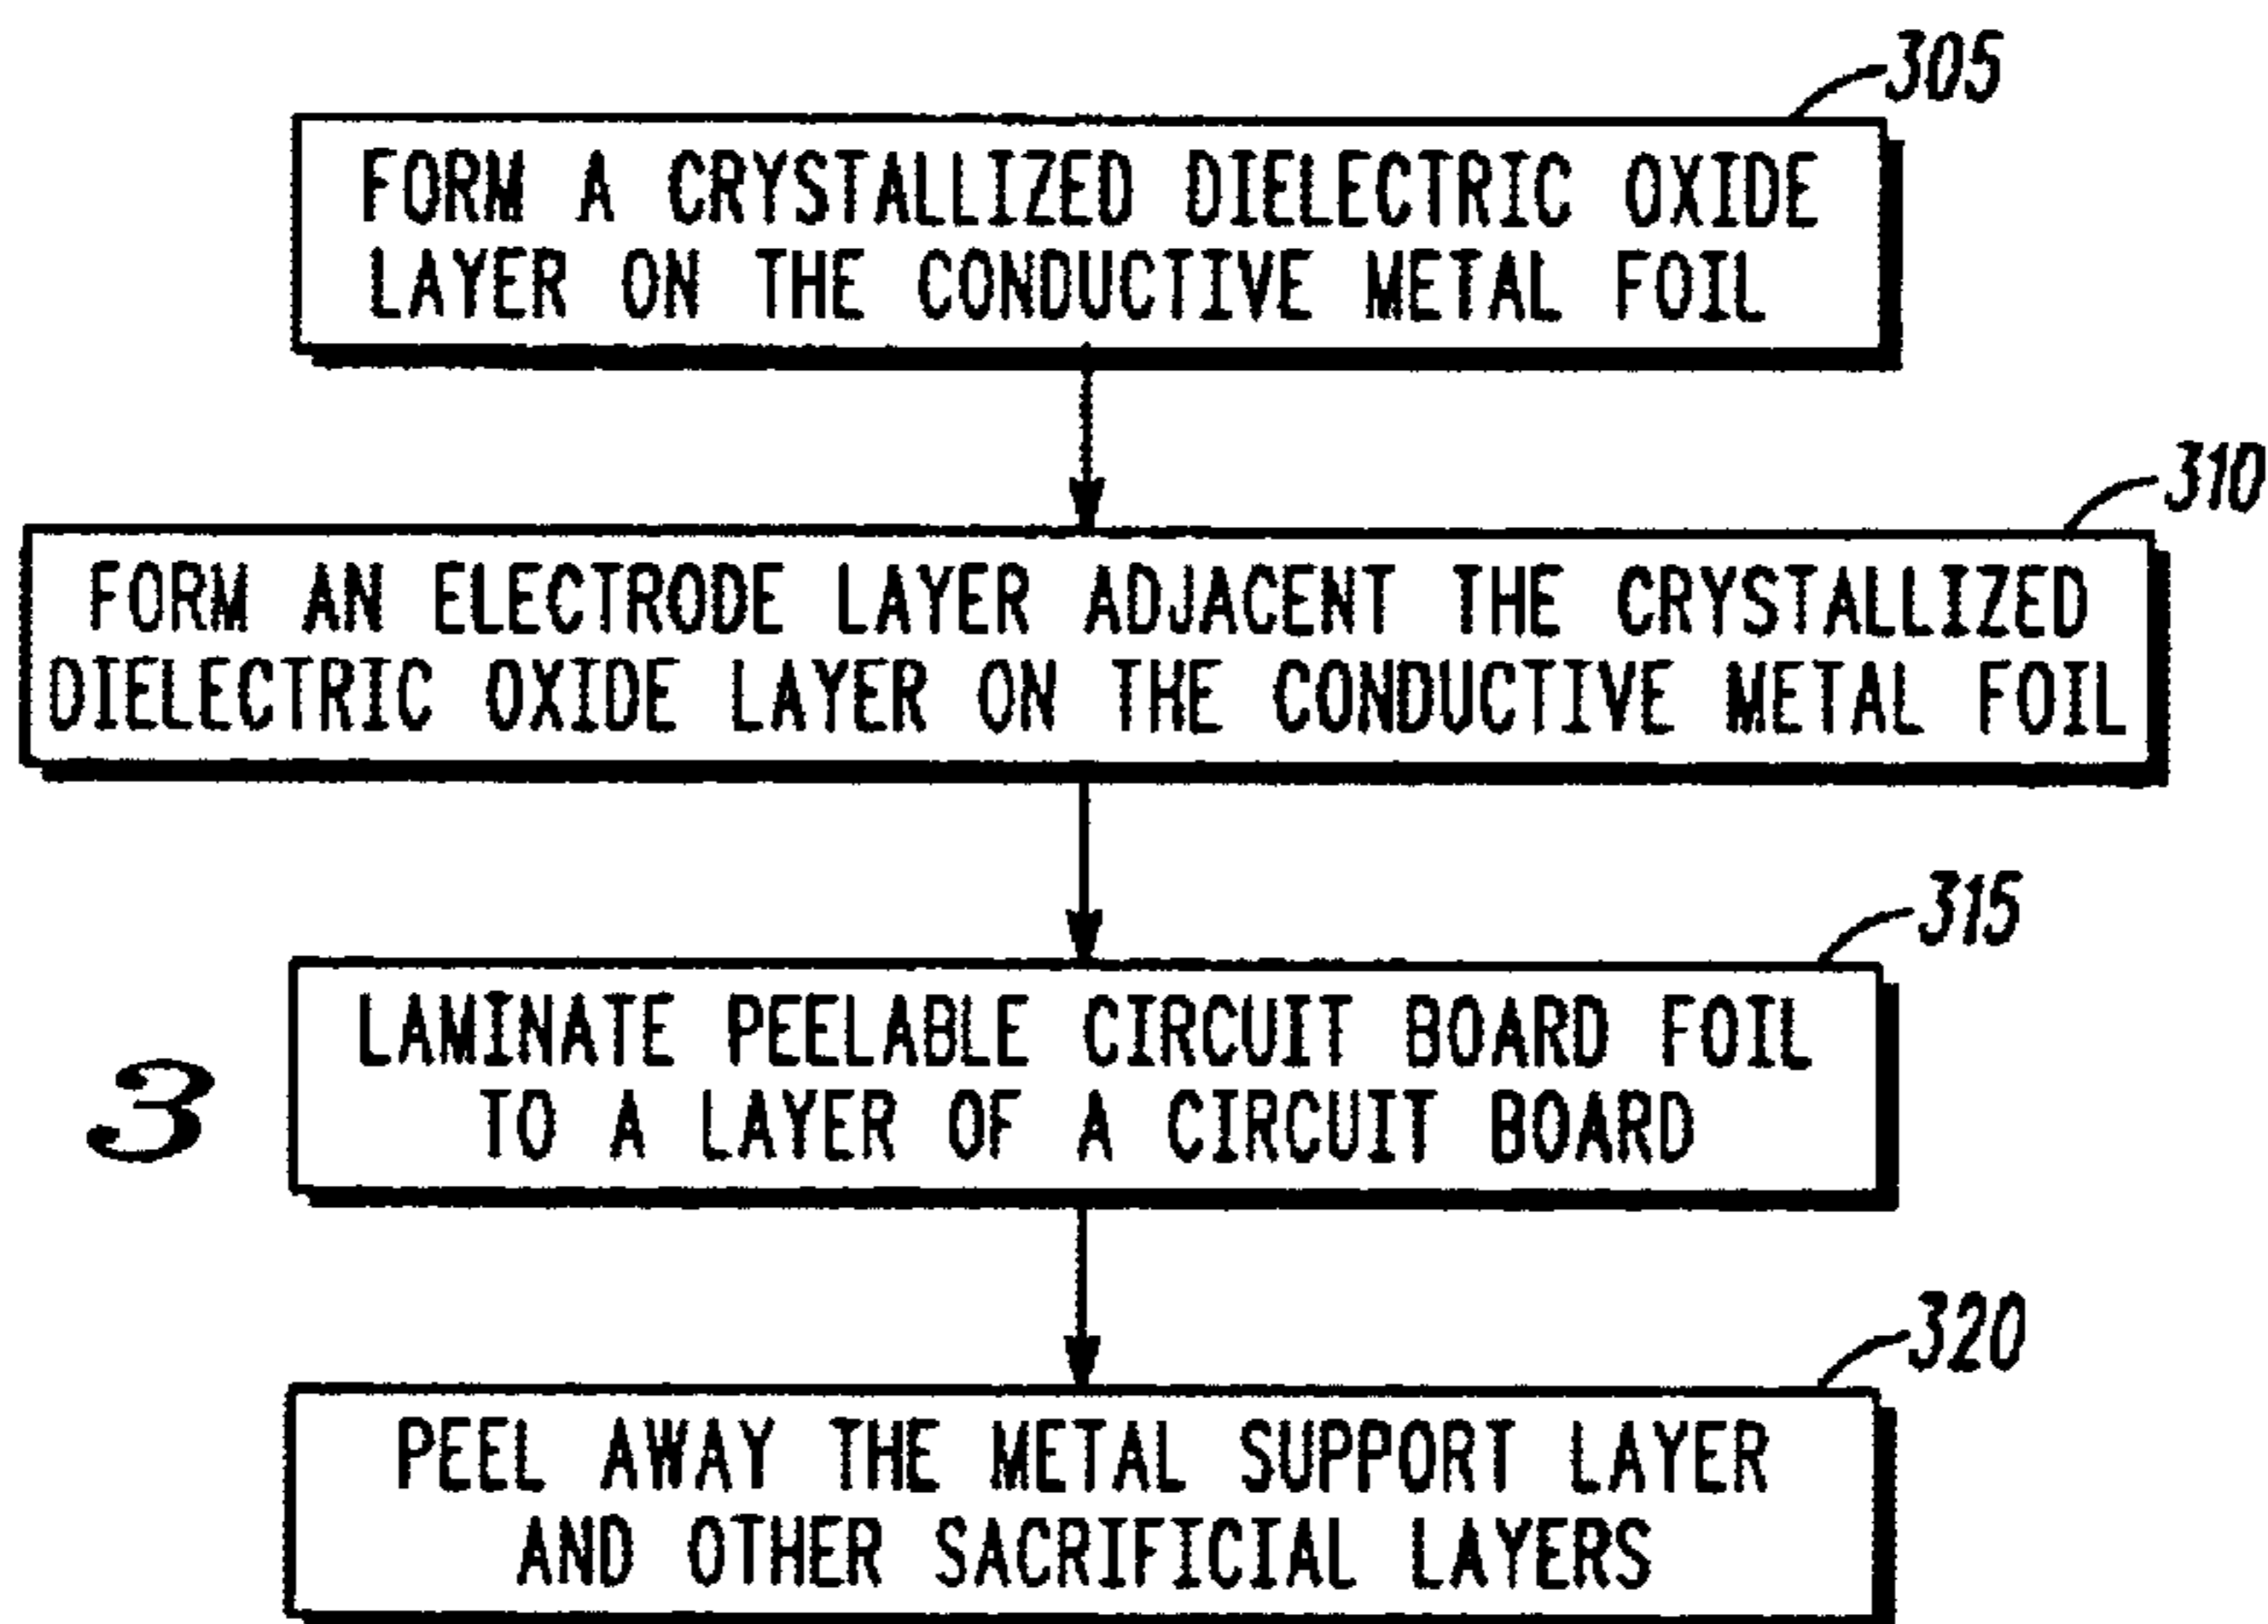 305
FORM A CRYSTALLIZED DIELECTRIC OXIDE
LAYER ON THE CONDUCTIVE METAL FOIL
310
FORM AN ELECTRODE LAYER ADJACENT THE CRYSTALLIZED
DIELECTRIC OXIDE LAYER ON THE CONDUCTIVE METAL FOIL
315
LAMINATE PEELABLE CIRCUIT BOARD FOIL
TO A LAYER OF A CIRCUIT BOARD
3
320
PEEL AWAY THE METAL SUPPORT LAYER
AND OTHER SACRIFICIAL LAYERS